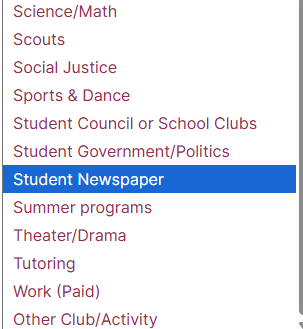 Science/Math
Scouts
Social Justice
Sports & Dance
Student Council or School Clubs
Student Government/Politics
Student Newspaper
Summer programs
Theater/Drama
Tutoring
Work (Paid)
Other Club/Activity